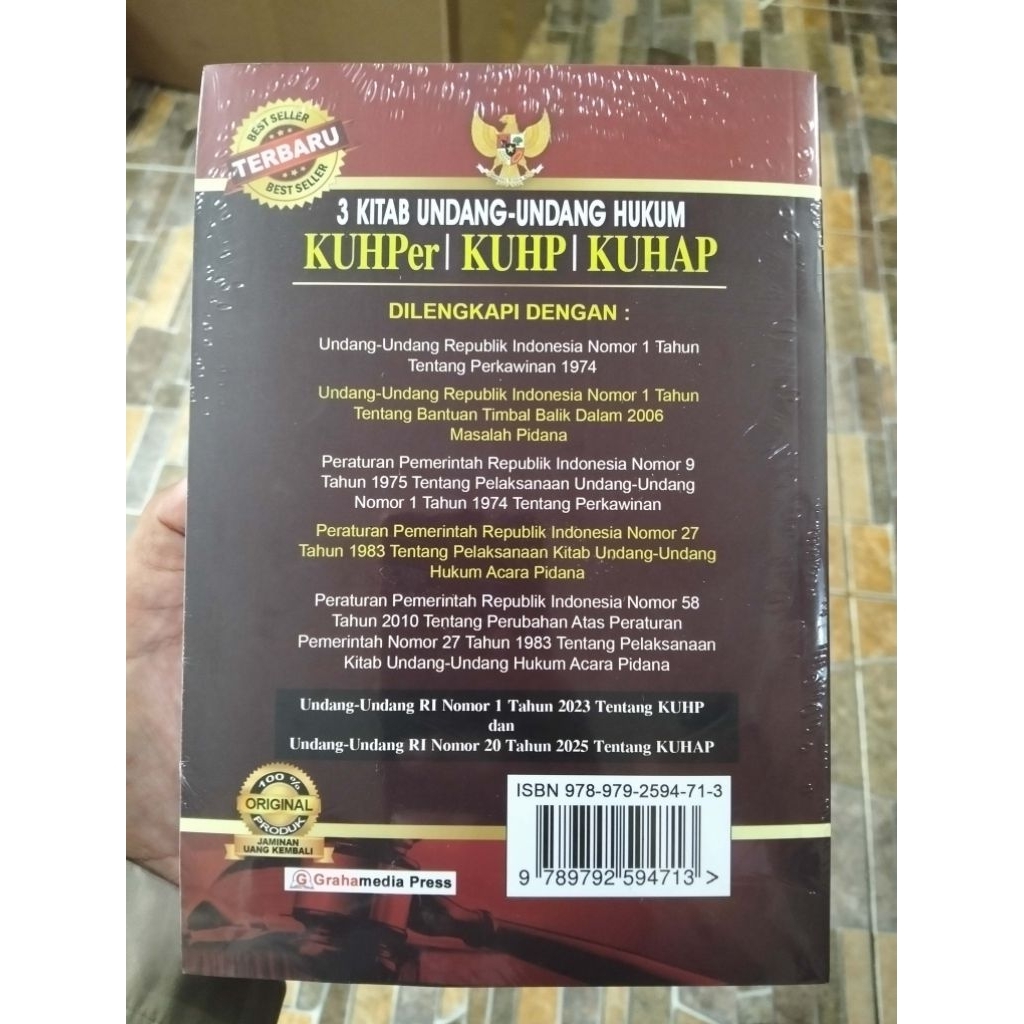 BEST SELLER
TERBARU
BEST SELLER
3 KITAB UNDANG-UNDANG HUKUM
KUHPer | KUHP | KUHAP
DILENGKAPI DENGAN :
Undang-Undang Republik Indonesia Nomor 1 Tahun
Tentang Perkawinan 1974
Undang-Undang Republik Indonesia Nomor 1 Tahun
Tentang Bantuan Timbal Balik Dalam 2006
Masalah Pidana
Peraturan Pemerintah Republik Indonesia Nomor 9
Tahun 1975 Tentang Pelaksanaan Undang-Undang
Nomor 1 Tahun 1974 Tentang Perkawinan
Peraturan Pemerintah Republik Indonesia Nomor 27
Tahun 1983 Tentang Pelaksanaan Kitab Undang-Undang
Hukum Acara Pidana
Peraturan Pemerintah Republik Indonesia Nomor 58
Tahun 2010 Tentang Perubahan Atas Peraturan
Pemerintah Nomor 27 Tahun 1983 Tentang Pelaksanaan
Kitab Undang-Undang Hukum Acara Pidana
Undang-Undang RI Nomor 1 Tahun 2023 Tentang KUHP
dan
Undang-Undang RI Nomor 20 Tahun 2025 Tentang KUHAP
100 %
ORIGINAL
PRODUK
JAMINAN
UANG KEMBALI
G Grahamedia Press
ISBN 978-979-2594-71-3
9 789792 594713 >